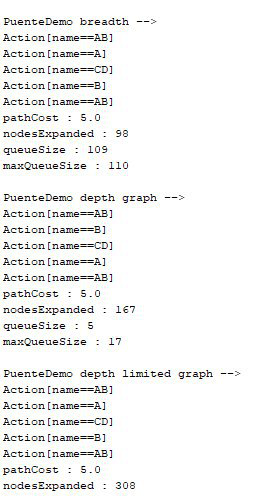 PuenteDemo breadth -->
Action[name==AB]
Action[name==A]
Action[name==CD]
Action[name==B]
Action[name==AB]
pathCost : 5.0
nodesExpanded : 98
queueSize : 109
maxQueueSize : 110
PuenteDemo depth graph -->
Action[name==AB]
Action[name==B]
Action[name==CD]
Action[name==A]
Action[name==AB]
pathCost : 5.0
nodesExpanded : 167
queueSize : 5
maxQueueSize : 17
PuenteDemo depth limited graph -->
Action[name==AB]
Action[name==A]
Action[name==CD]
Action[name==B]
Action[name==AB]
pathCost : 5.0
nodesExpanded : 308